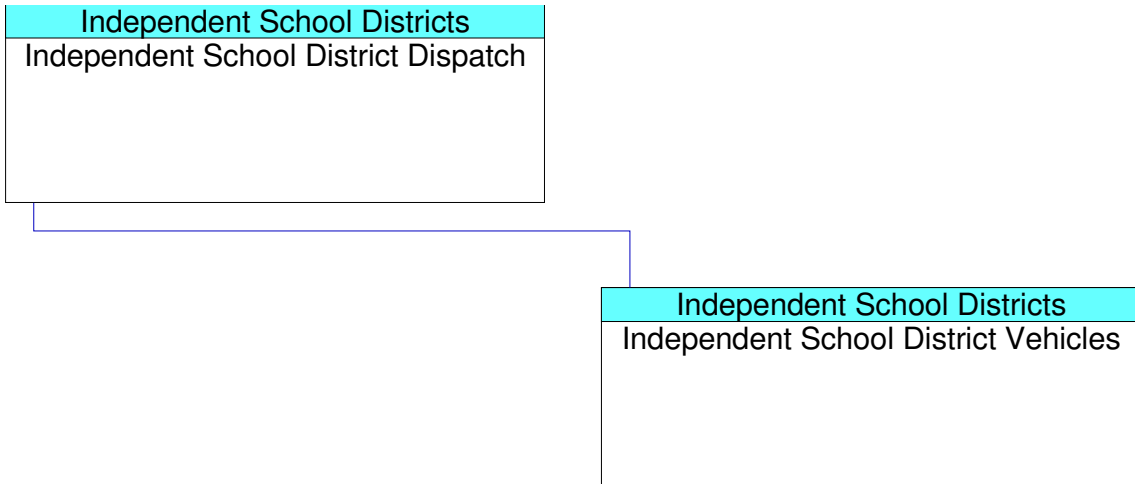 Independent School Districts
Independent School District Dispatch
Independent School Districts
Independent School District Vehicles